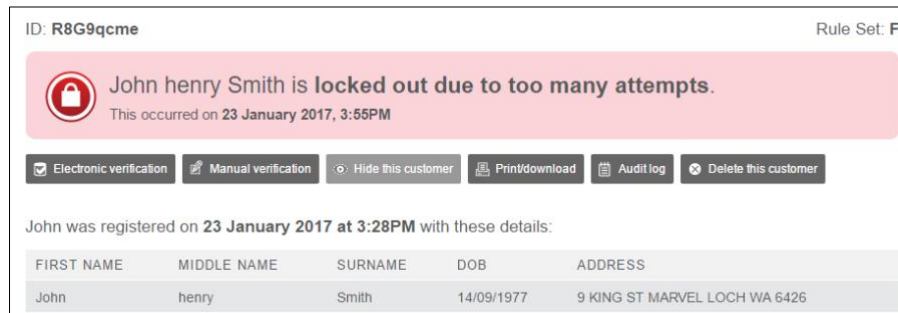 ID: R8G9qcme Rule Set: F
John henry Smith is locked out due to too many attempts.
This occurred on 23 January 2017, 3:55PM
Electronic verification Manual verification Hide this customer Print/download Audit log Delete this customer
John was registered on 23 January 2017 at 3:28PM with these details:
FIRST NAME MIDDLE NAME SURNAME DOB ADDRESS
John henry Smith 14/09/1977 9 KING ST MARVEL LOCH WA 6426